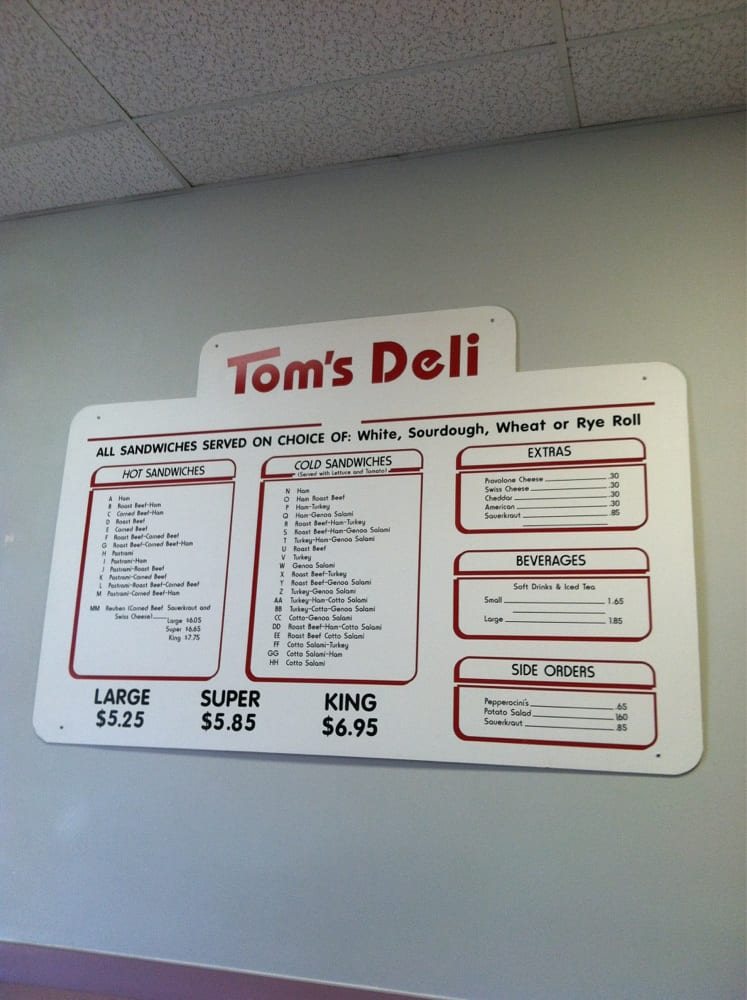 Tom's Deli
ALL SANDWICHES SERVED ON CHOICE OF: White, Sourdough, Wheat or Rye Roll
HOT SANDWICHES
A Ham
B Roast Beef-Ham
C Corned Beef-Ham
D Roast Beef
E Corned Beef
F Roast Beef-Corned Beef
G Roast Beef-Corned Beef-Ham
H Pastrami
I Pastrami-Ham
J Pastrami-Roast Beef
K Pastrami-Corned Beef
L Pastrami-Roast Beef-Corned Beef
M Pastrami-Corned Beef-Ham
MM Reuben (Corned Beef Sauerkraut and
Swiss Cheese) Large $6.05
Super $6.65
King $7.75
COLD SANDWICHES
(Served with Lettuce and Tomato)
N Ham
O Ham Roast Beef
P Ham-Turkey
Q Ham-Genoa Salami
R Roast Beef-Ham-Turkey
S Roast Beef-Ham-Genoa Salami
T Turkey-Ham-Genoa Salami
U Roast Beef
V Turkey
W Genoa Salami
X Roast Beef-Turkey
Y Roast Beef-Genoa Salami
Z Turkey-Genoa Salami
AA Turkey-Ham-Cotto Salami
BB Turkey-Cotto-Genoa Salami
CC Cotto-Genoa Salami
DD Roast Beef-Ham-Cotto Salami
EE Roast Beef Cotto Salami
FF Cotto Salami-Turkey
GG Cotto Salami-Ham
HH Cotto Salami
LARGE
$5.25
SUPER
$5.85
KING
$6.95
EXTRAS
Provolone Cheese .30
Swiss Cheese .30
Cheddar .30
American .30
Sauerkraut .85
BEVERAGES
Soft Drinks & Iced Tea
Small 1.65
Large 1.85
SIDE ORDERS
Pepperocini's .65
Potato Salad 1.60
Sauerkraut .85